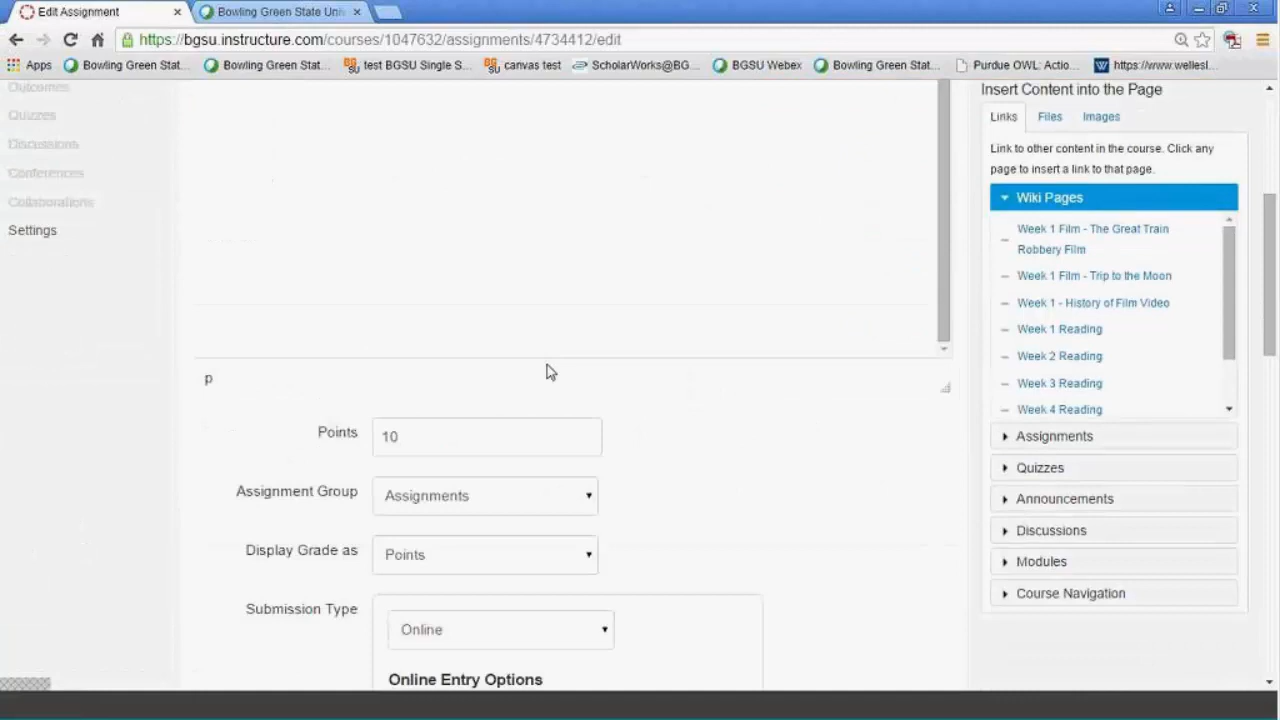 Edit Assignment
Bowling Green State Univ
https://bgsu.instructure.com/courses/1047632/assignments/4734412/edit
Apps Bowling Green Stat... Bowling Green Stat... test BGSU Single S... canvas test ScholarWorks@BG... BGSU Webex Bowling Green Stat... Purdue OWL: Actio... https://www.wellesl...
Outcomes
Quizzes
Discussions
Conferences
Collaborations
Settings
p
Points 10
Assignment Group Assignments
Display Grade as Points
Submission Type Online
Online Entry Options
Insert Content into the Page
Links Files Images
Link to other content in the course. Click any
page to insert a link to that page.
Wiki Pages
Week 1 Film - The Great Train
Robbery Film
Week 1 Film - Trip to the Moon
Week 1 - History of Film Video
Week 1 Reading
Week 2 Reading
Week 3 Reading
Week 4 Reading
Assignments
Quizzes
Announcements
Discussions
Modules
Course Navigation